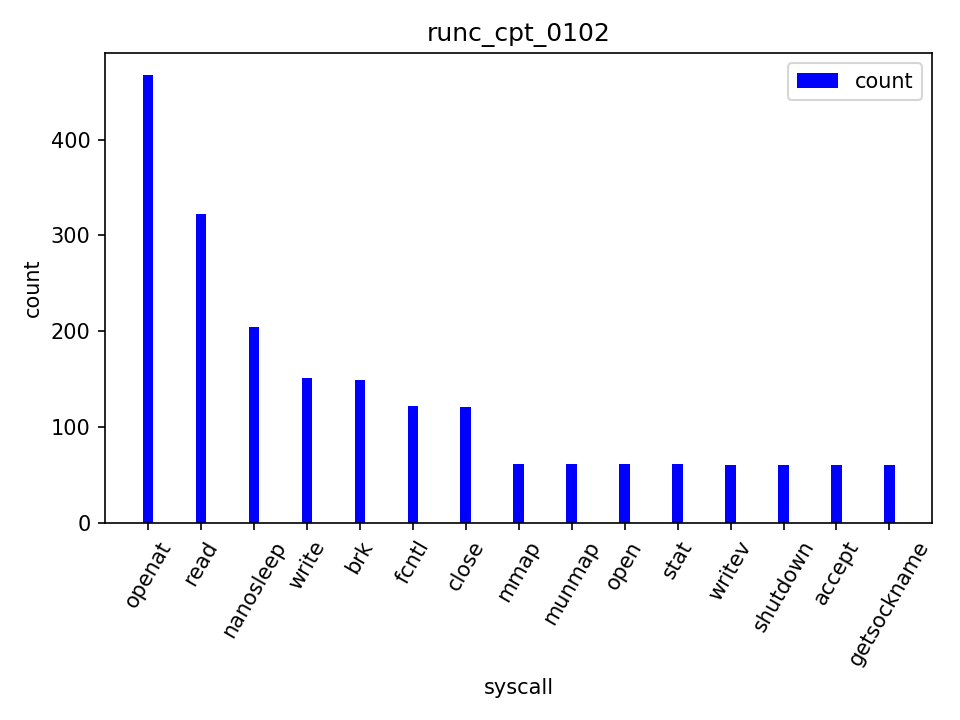 runc_cpt_0102
count
count
400
300
200
100
0
openat
read
nanosleep
write
brk
fcntl
close
mmap
munmap
open
stat
writev
shutdown
accept
getsockname
syscall